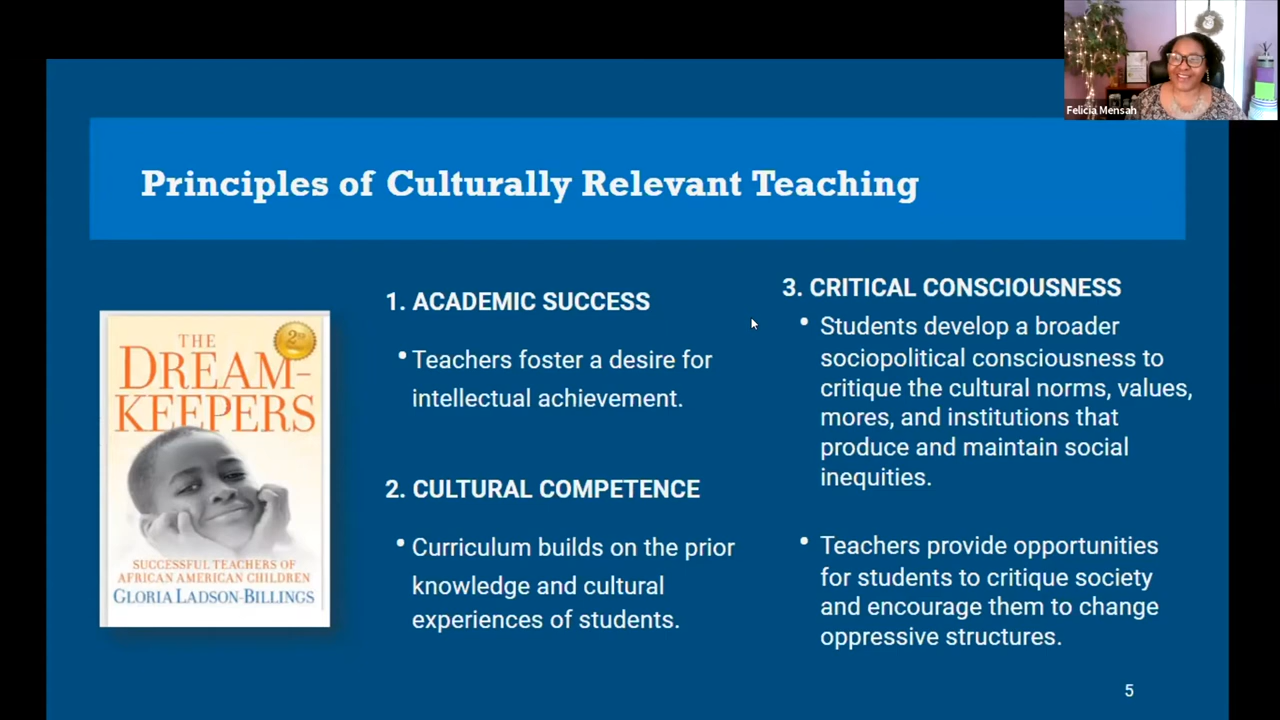 Felicia Mensah
Principles of Culturally Relevant Teaching
THE
DREAM-
KEEPERS
SUCCESSFUL TEACHERS OF
AFRICAN AMERICAN CHILDREN
GLORIA LADSON-BILLINGS
1. ACADEMIC SUCCESS
• Teachers foster a desire for
intellectual achievement.
2. CULTURAL COMPETENCE
• Curriculum builds on the prior
knowledge and cultural
experiences of students.
3. CRITICAL CONSCIOUSNESS
• Students develop a broader
sociopolitical consciousness to
critique the cultural norms, values,
mores, and institutions that
produce and maintain social
inequities.
• Teachers provide opportunities
for students to critique society
and encourage them to change
oppressive structures.
5